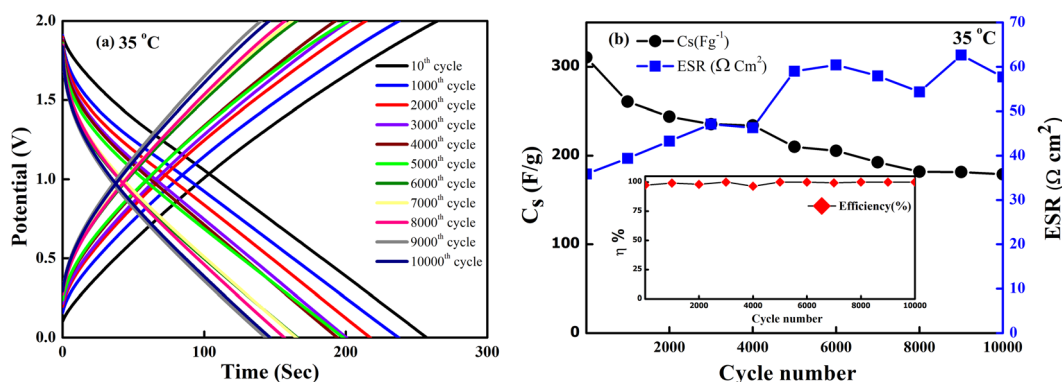 (a) 35 °C
2.0
1.5
1.0
0.5
0.0
Potential (V)
0
100
200
300
Time (Sec)
10th cycle
1000th cycle
2000th cycle
3000th cycle
4000th cycle
5000th cycle
6000th cycle
7000th cycle
8000th cycle
9000th cycle
10000th cycle
(b)
35 °C
Cs(Fg-1)
ESR (Ω Cm2)
300
200
100
0
CS (F/g)
70
60
50
40
30
20
10
0
ESR (Ω cm2)
2000
4000
6000
8000
10000
Cycle number
100
75
50
25
0
η %
Efficiency(%)
2000
4000
6000
8000
10000
Cycle number